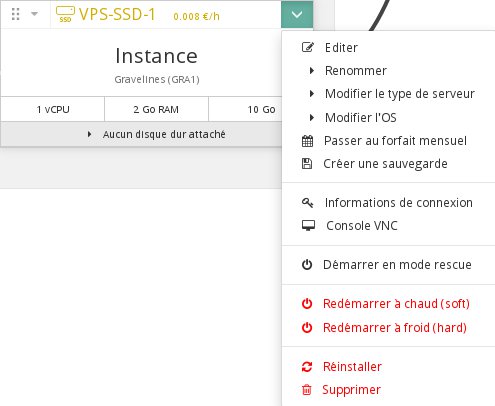 SSD VPS-SSD-1 0.008 €/h
Instance
Gravelines (GRA1)
1 vCPU 2 Go RAM 10 Go
Aucun disque dur attaché
Editer
Renommer
Modifier le type de serveur
Modifier l'OS
Passer au forfait mensuel
Créer une sauvegarde
Informations de connexion
Console VNC
Démarrer en mode rescue
Redémarrer à chaud (soft)
Redémarrer à froid (hard)
Réinstaller
Supprimer